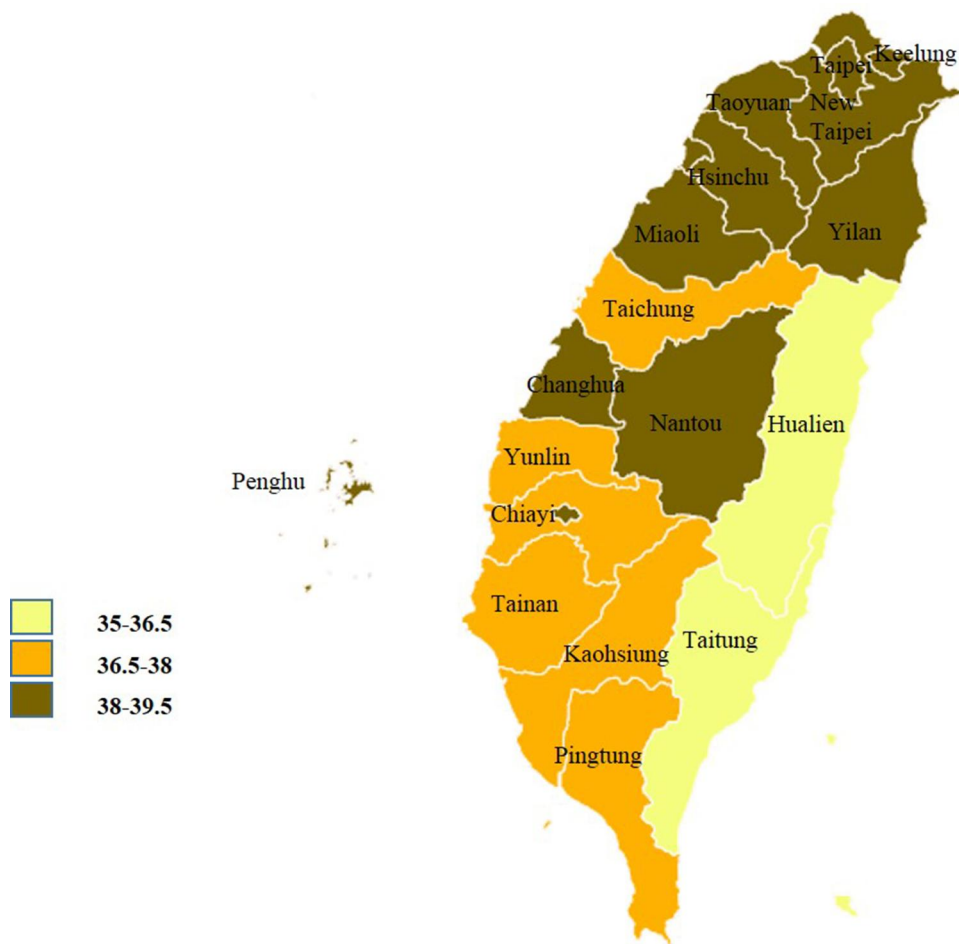 Keelung
Taipei
Taoyuan
New
Taipei
Hsinchu
Miaoli
Yilan
Taichung
Changhua
Nantou
Hualien
Yunlin
Penghu
Chiayi
Tainan
Kaohsiung
Taitung
Pingtung
35-36.5
36.5-38
38-39.5